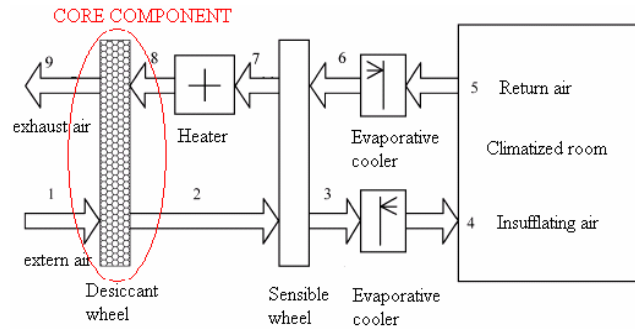 CORE COMPONENT
9
8
7
6
5
Return air
exhaust air
Heater
Evaporative
cooler
Climatized room
1
2
3
4
Insufflating air
extern air
Desiccant
wheel
Sensible
wheel
Evaporative
cooler